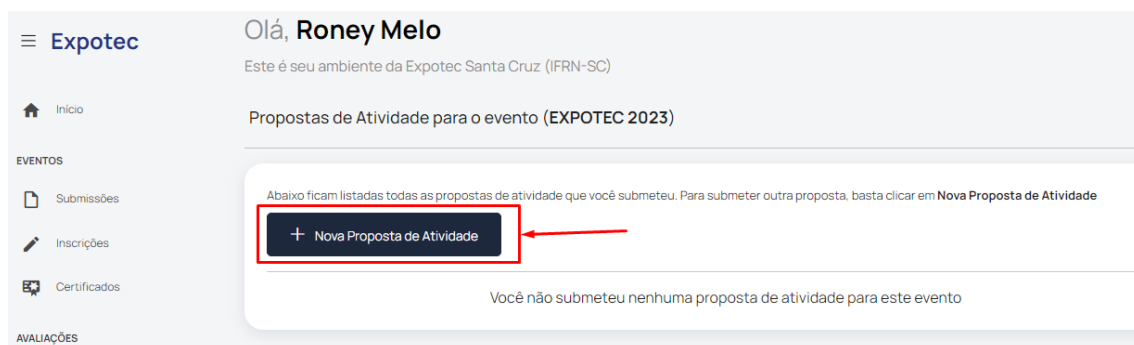 Expotec
Início
EVENTOS
Submissões
Inscrições
Certificados
AVALIAÇÕES
Olá, Roney Melo
Este é seu ambiente da Expotec Santa Cruz (IFRN-SC)
Propostas de Atividade para o evento (EXPOTEC 2023)
Abaixo ficam listadas todas as propostas de atividade que você submeteu. Para submeter outra proposta, basta clicar em Nova Proposta de Atividade
+ Nova Proposta de Atividade
Você não submeteu nenhuma proposta de atividade para este evento